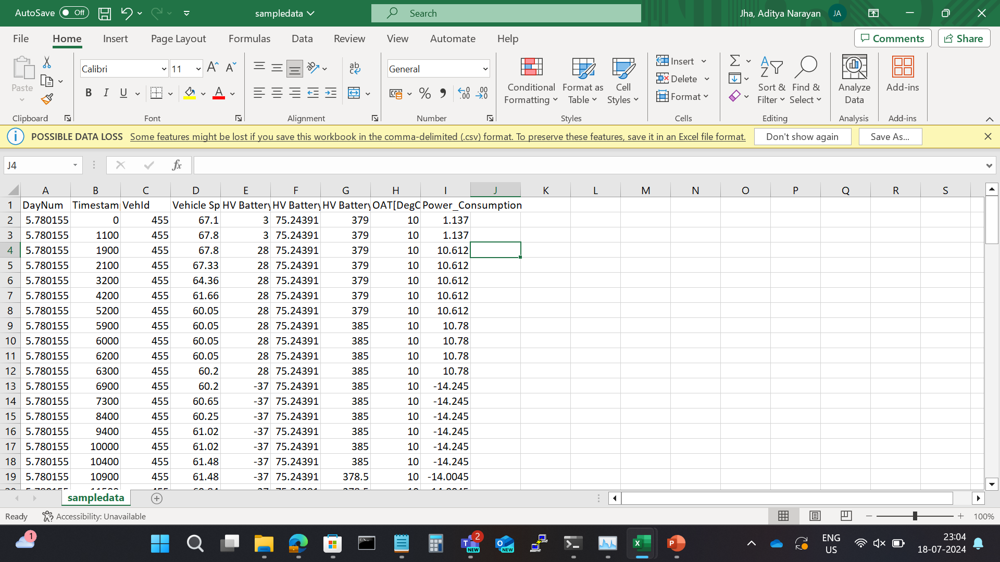 AutoSave Off sampledata Search Jha, Aditya Narayan JA
File Home Insert Page Layout Formulas Data Review View Automate Help Comments Share
Paste Calibri 11 General Conditional Formatting Format as Table Cell Styles Insert Delete Format Sort & Filter Find & Select Analyze Data Add-ins
Clipboard Font Alignment Number Styles Cells Editing Analysis Add-ins
POSSIBLE DATA LOSS Some features might be lost if you save this workbook in the comma-delimited (.csv) format. To preserve these features, save it in an Excel file format. Don't show again Save As...
J4 fx
A B C D E F G H I J K L M N O P Q R S
1 DayNum Timestam VehId Vehicle Sp HV Battery HV Battery HV Battery OAT[DegC Power_Consumption
2 5.780155 0 455 67.1 3 75.24391 379 10 1.137
3 5.780155 1100 455 67.8 3 75.24391 379 10 1.137
4 5.780155 1900 455 67.8 28 75.24391 379 10 10.612
5 5.780155 2100 455 67.33 28 75.24391 379 10 10.612
6 5.780155 3200 455 64.36 28 75.24391 379 10 10.612
7 5.780155 4200 455 61.66 28 75.24391 379 10 10.612
8 5.780155 5200 455 60.05 28 75.24391 379 10 10.612
9 5.780155 5900 455 60.05 28 75.24391 385 10 10.78
10 5.780155 6000 455 60.05 28 75.24391 385 10 10.78
11 5.780155 6200 455 60.05 28 75.24391 385 10 10.78
12 5.780155 6300 455 60.2 28 75.24391 385 10 10.78
13 5.780155 6900 455 60.2 -37 75.24391 385 10 -14.245
14 5.780155 7300 455 60.65 -37 75.24391 385 10 -14.245
15 5.780155 8400 455 60.25 -37 75.24391 385 10 -14.245
16 5.780155 9400 455 61.02 -37 75.24391 385 10 -14.245
17 5.780155 10000 455 61.02 -37 75.24391 385 10 -14.245
18 5.780155 10400 455 61.48 -37 75.24391 385 10 -14.245
19 5.780155 10900 455 61.48 -37 75.24391 378.5 10 -14.0045
sampledata
Ready Accessibility: Unavailable 100%
1 2 NEW NEW ENG US 23:04
18-07-2024